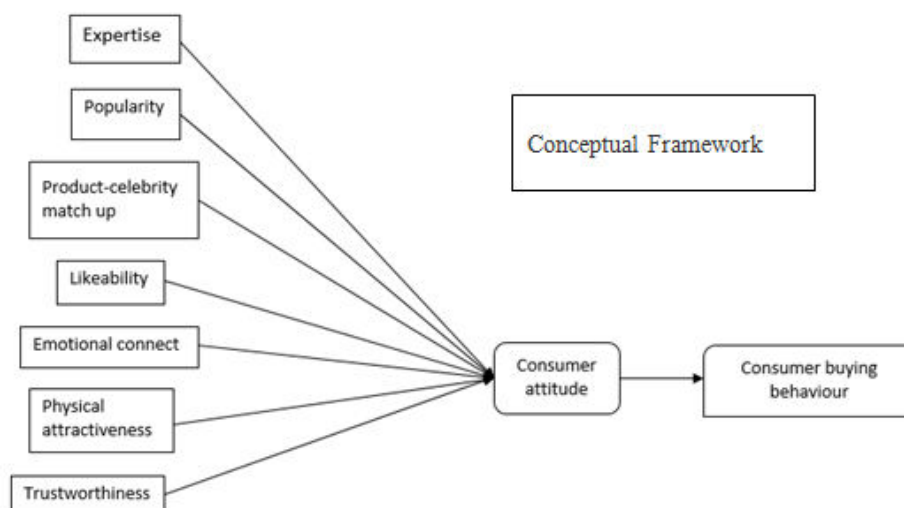 Expertise
Popularity
Conceptual Framework
Product-celebrity
match up
Likeability
Emotional connect
Consumer
attitude
Consumer buying
behaviour
Physical
attractiveness
Trustworthiness